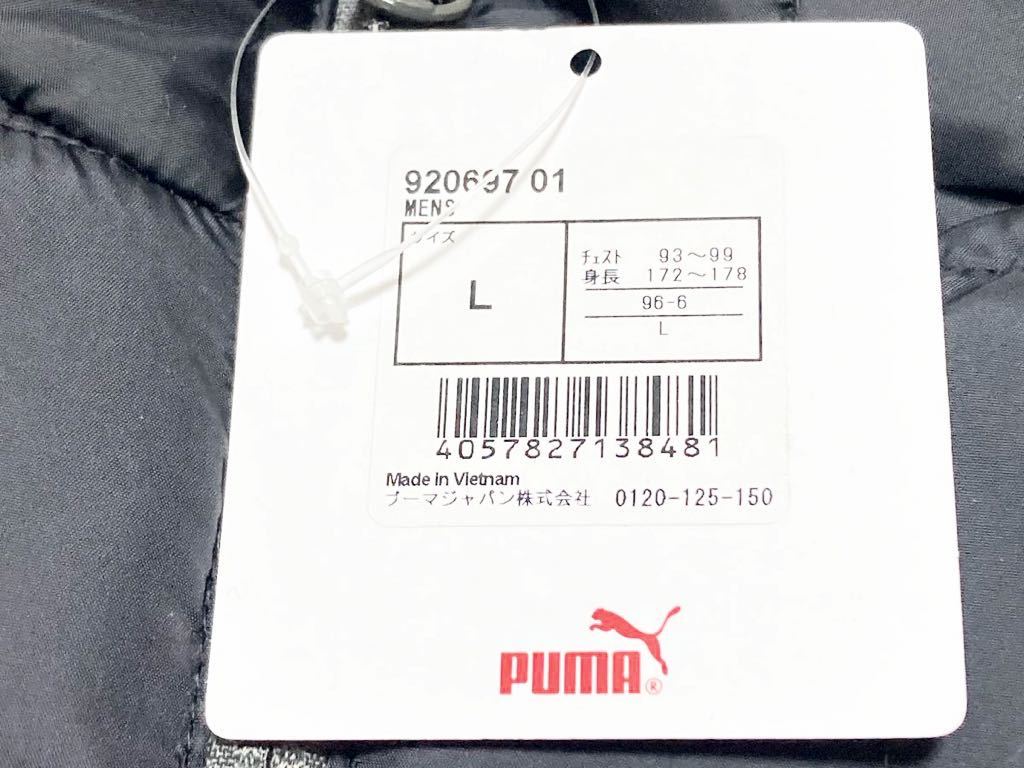 920697 01
MENS
サイズ
L
チェスト 93～99
身長 172～178
96-6
L
4057827138481
Made in Vietnam
プーマジャパン株式会社 0120-125-150
PUMA®